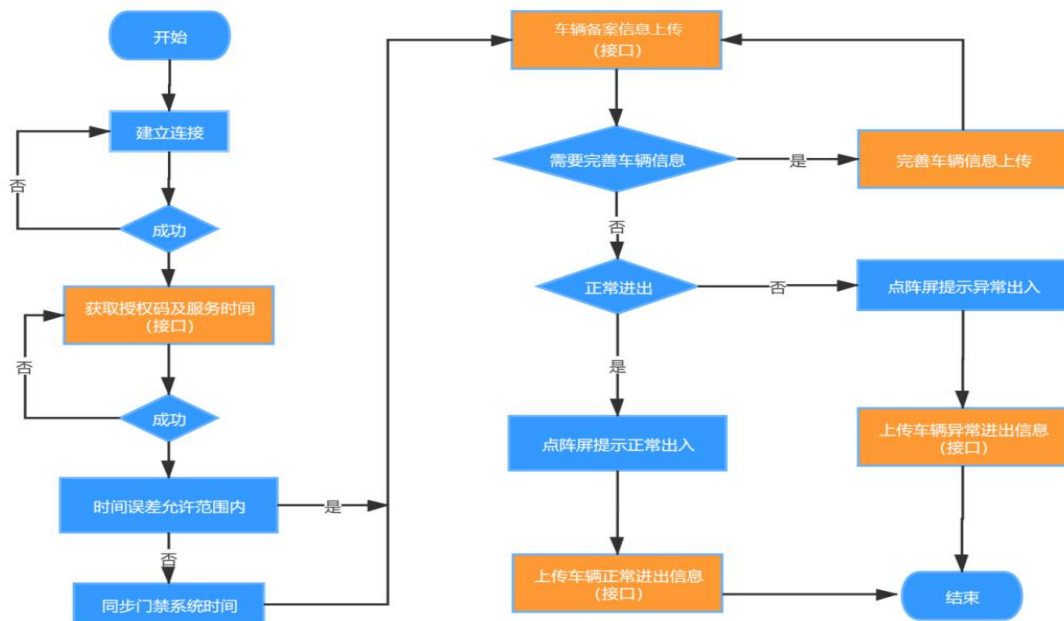 开始
建立连接
否
成功
获取授权码及服务时间
（接口）
否
成功
时间误差允许范围内
是
否
同步门禁系统时间
车辆备案信息上传
（接口）
需要完善车辆信息
是
完善车辆信息上传
否
正常进出
否
点阵屏提示异常出入
是
点阵屏提示正常出入
上传车辆异常进出信息
（接口）
上传车辆正常进出信息
（接口）
结束